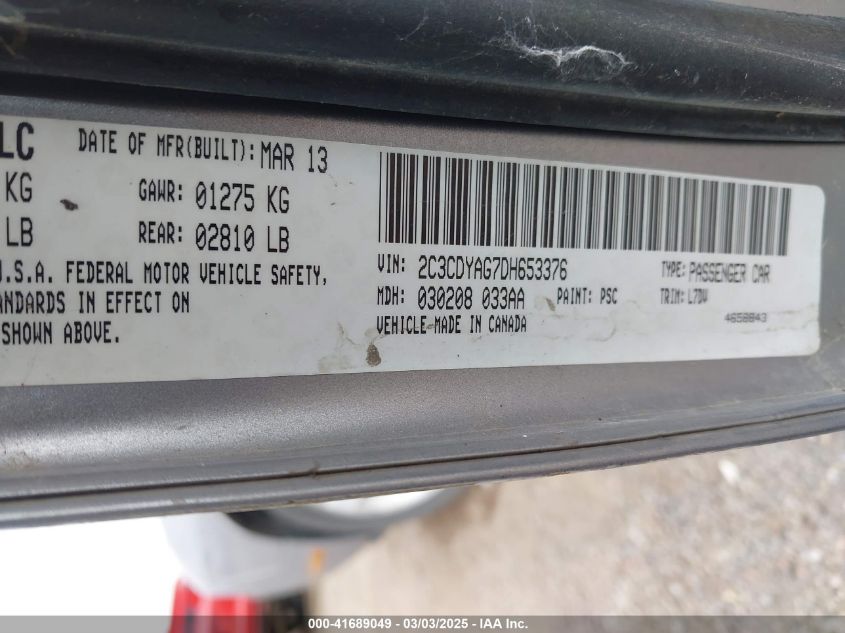 LC DATE OF MFR(BUILT): MAR 13
KG GAWR: 01275 KG
LB REAR: 02810 LB
U.S.A. FEDERAL MOTOR VEHICLE SAFETY,
TANDARDS IN EFFECT ON
SHOWN ABOVE.
VIN: 2C3CDYAG7DH653376 TYPE: PASSENGER CAR
MDH: 030208 033AA PAINT: PSC TRIM: L7DV
VEHICLE MADE IN CANADA 4658843
000-41689049 - 03/03/2025 - IAA Inc.